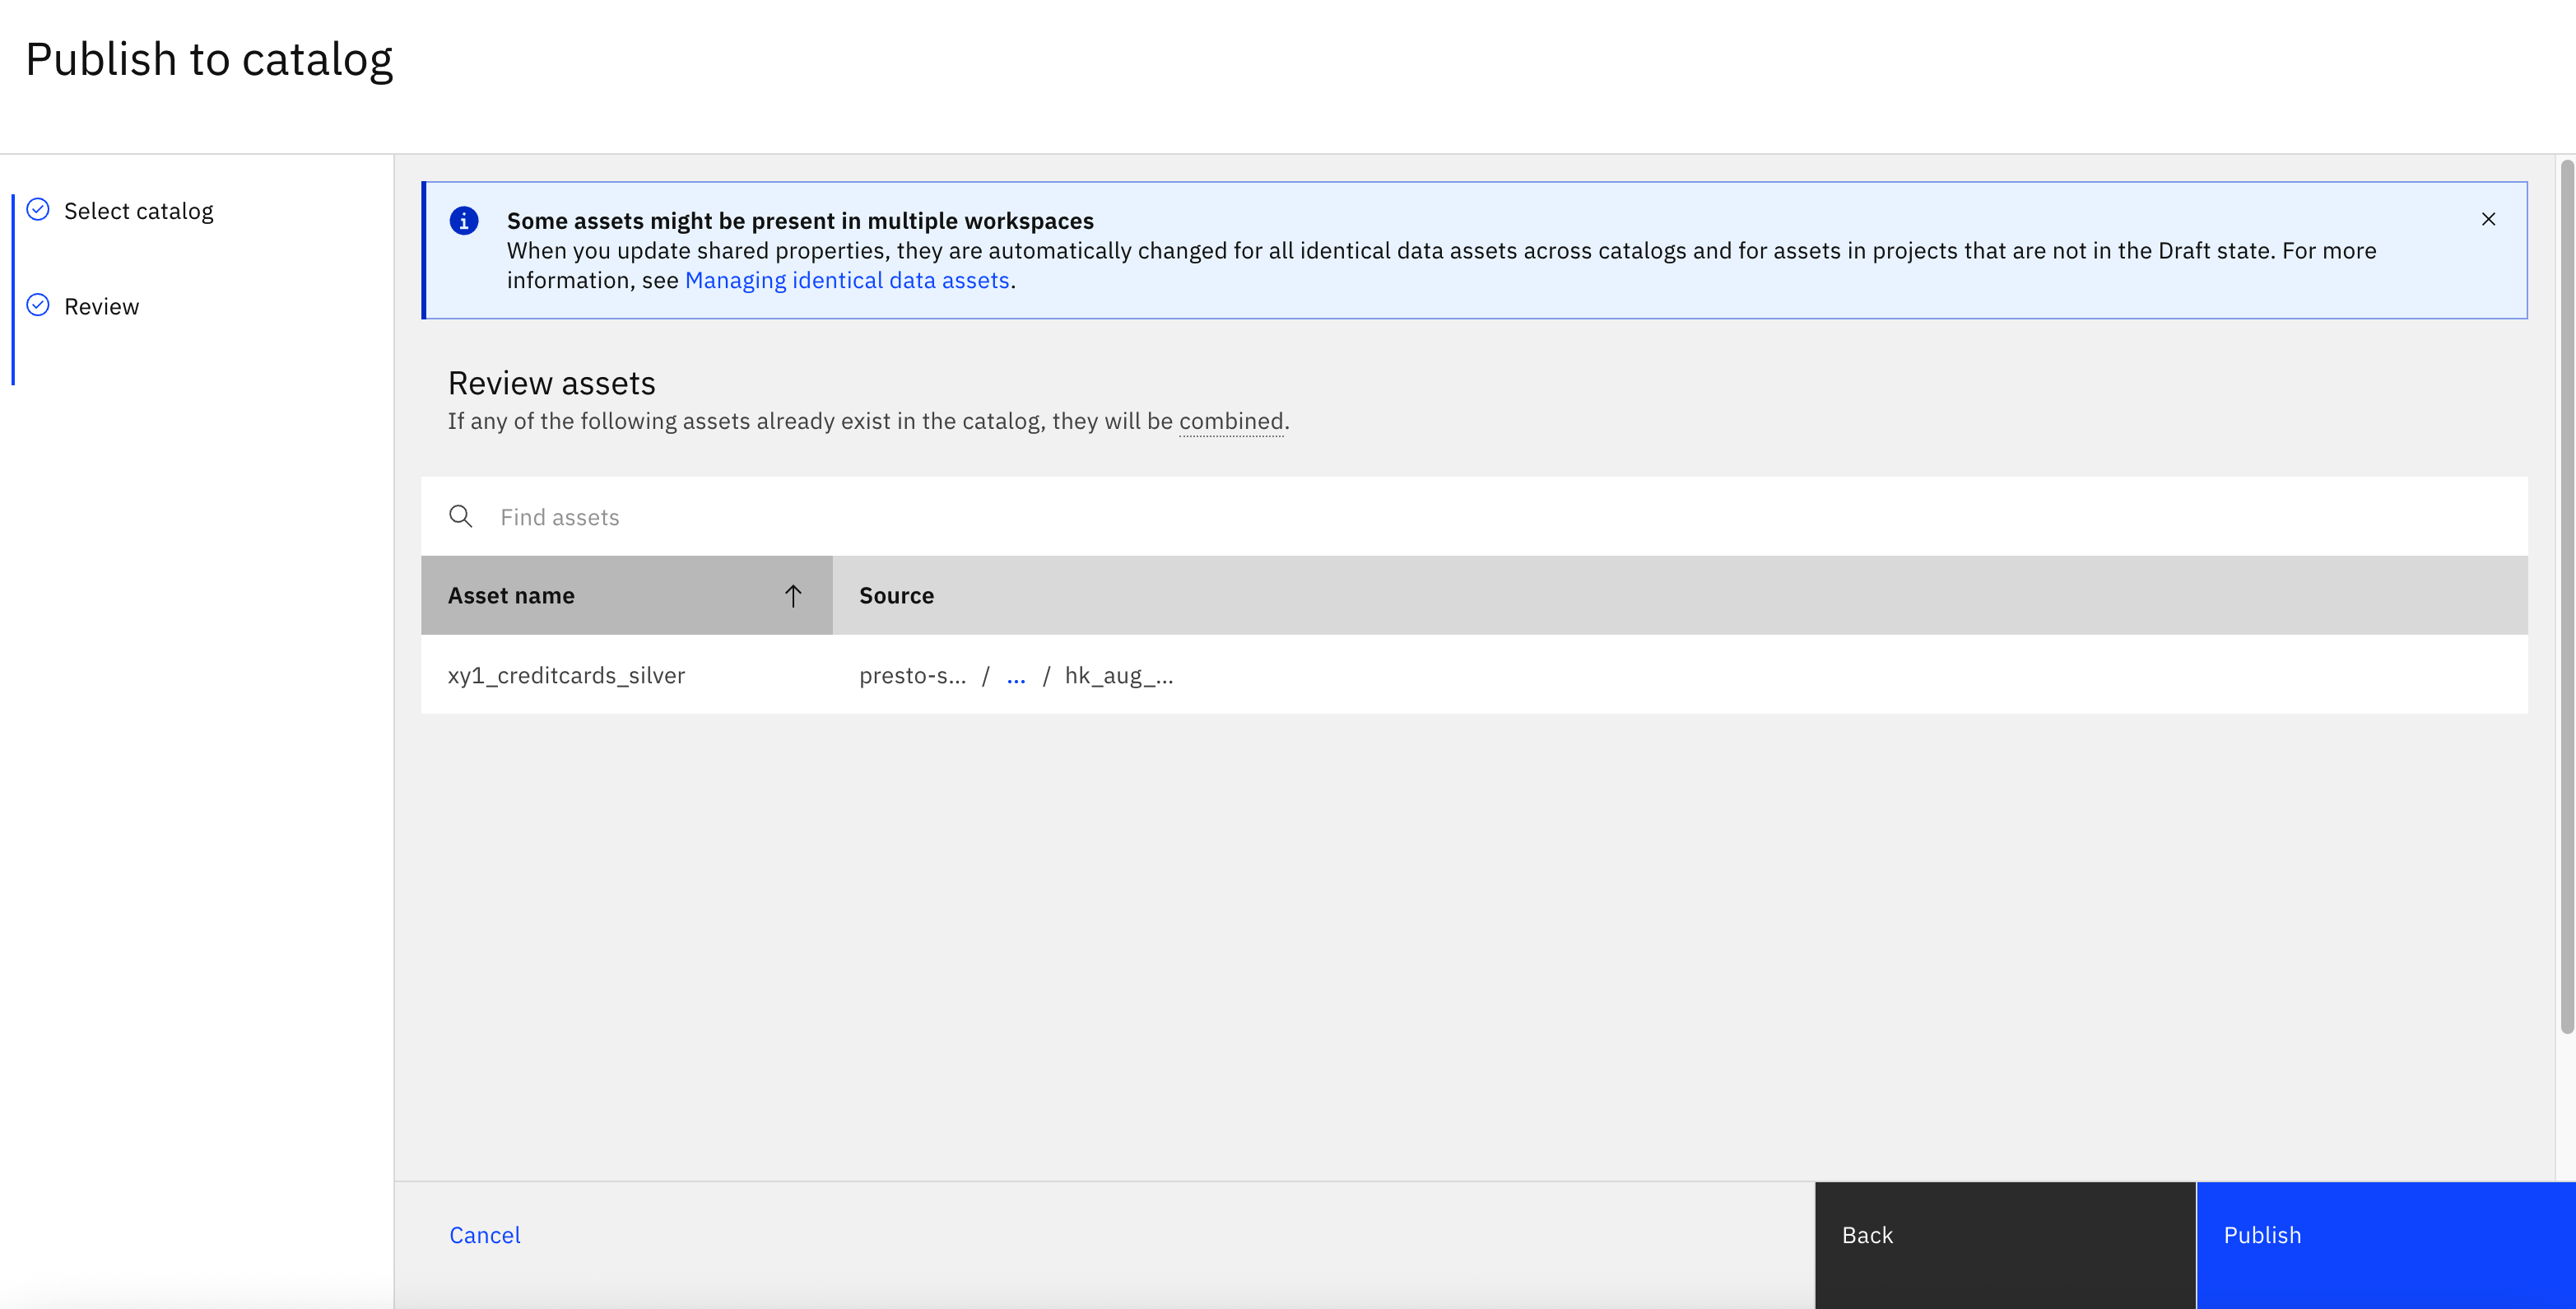 Publish to catalog
Select catalog
Review
Some assets might be present in multiple workspaces
When you update shared properties, they are automatically changed for all identical data assets across catalogs and for assets in projects that are not in the Draft state. For more
information, see Managing identical data assets.
Review assets
If any of the following assets already exist in the catalog, they will be combined.
Find assets
Asset name Source
xy1_creditcards_silver presto-s... / ... / hk_aug_...
Cancel Back Publish